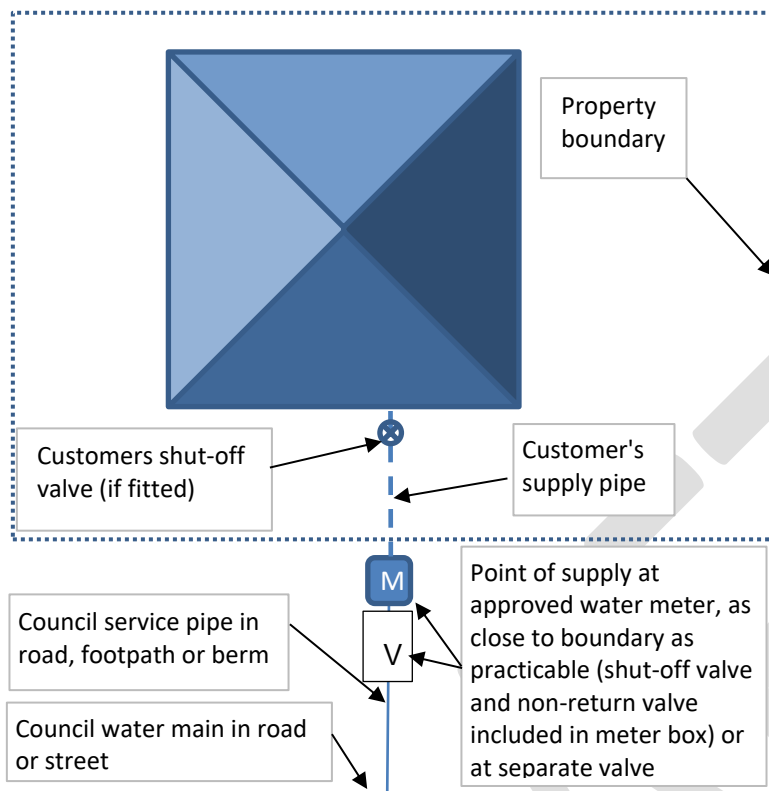 Property
boundary
Customers shut-off
valve (if fitted)
Customer's
supply pipe
M
V
Point of supply at
approved water meter, as
close to boundary as
practicable (shut-off valve
and non-return valve
included in meter box) or
at separate valve
Council service pipe in
road, footpath or berm
Council water main in road
or street